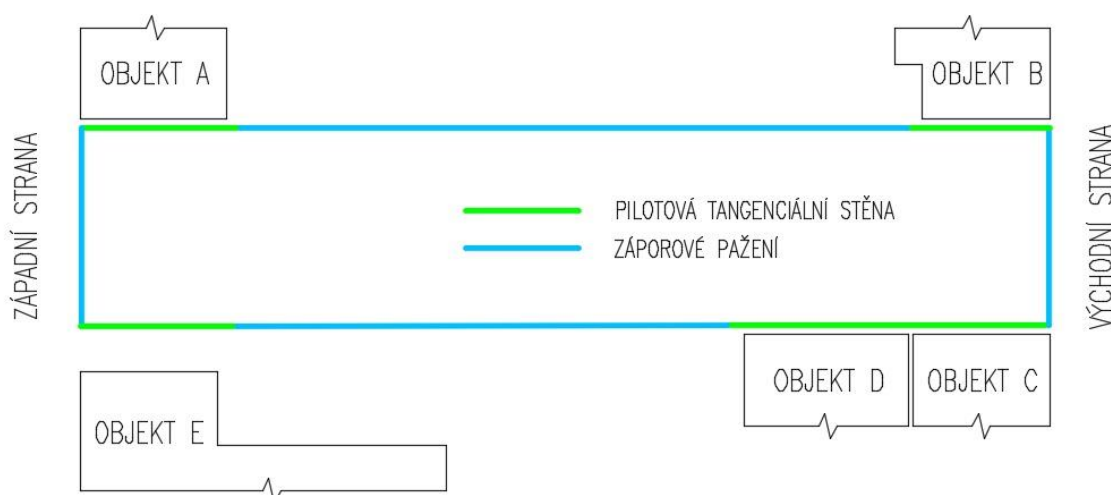 OBJEKT A
OBJEKT B
ZÁPADNÍ STRANA
PILOTOVÁ TANGENCIÁLNÍ STĚNA
ZÁPOROVÉ PAŽENÍ
VÝCHODNÍ STRANA
OBJEKT D
OBJEKT C
OBJEKT E